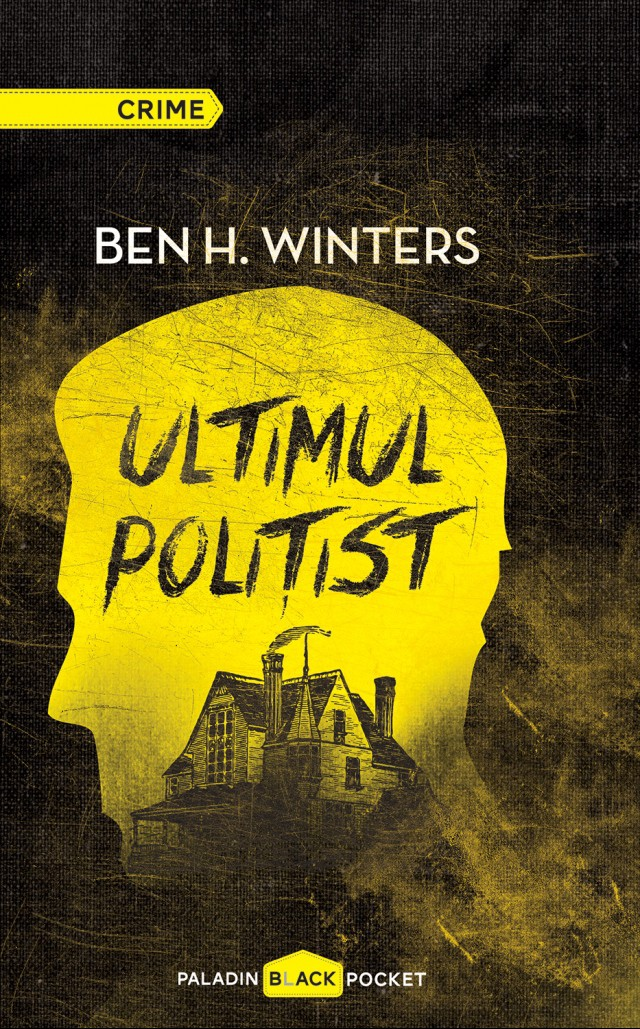 CRIME
BEN H. WINTERS
ULTIMUL
POLIȚIST
PALADIN BLACK POCKET